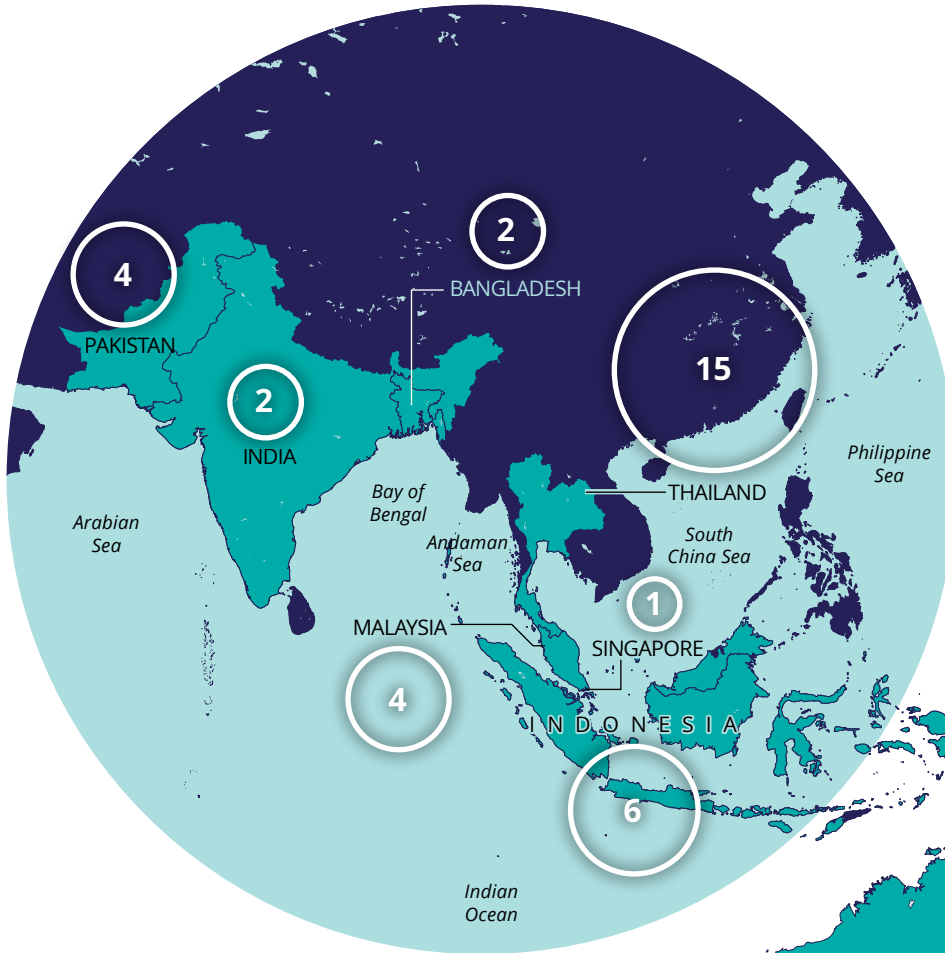 2
BANGLADESH
4
PAKISTAN
15
2
INDIA
THAILAND
Philippine
Sea
Bay of
Bengal
Arabian
Sea
Andaman
Sea
South
China Sea
1
MALAYSIA
SINGAPORE
4
INDONESIA
6
Indian
Ocean